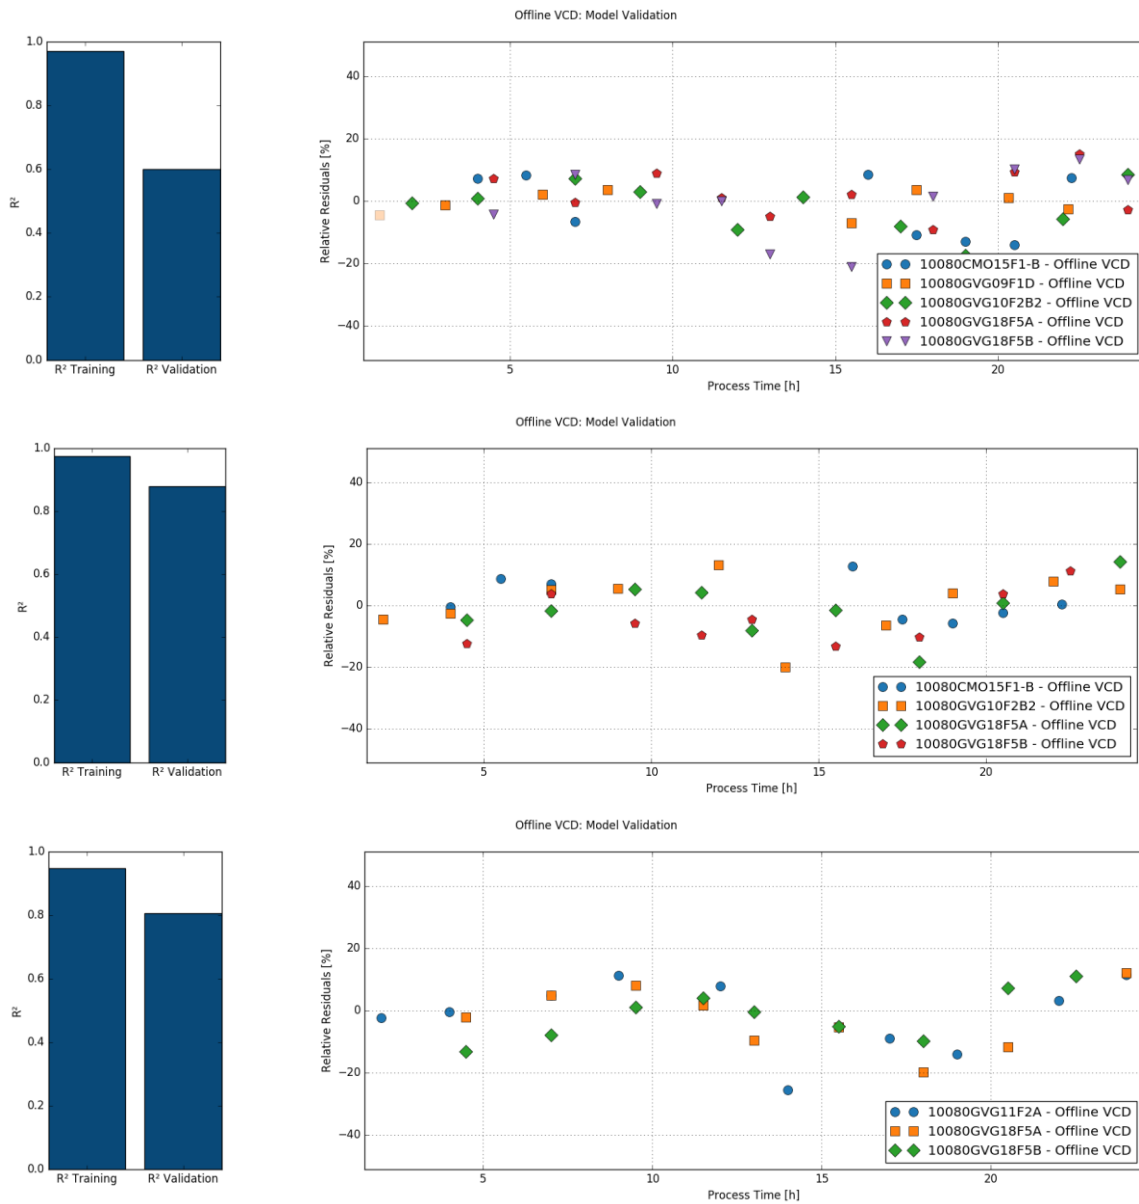 Offline VCD: Model Validation
1.0
0.8
0.6
0.4
0.2
0.0
R²
R² Training
R² Validation
40
20
0
−20
−40
Relative Residuals [%]
10080CMO15F1-B - Offline VCD
10080GVG09F1D - Offline VCD
10080GVG10F2B2 - Offline VCD
10080GVG18F5A - Offline VCD
10080GVG18F5B - Offline VCD
5
10
15
20
Process Time [h]
Offline VCD: Model Validation
1.0
0.8
0.6
0.4
0.2
0.0
R²
R² Training
R² Validation
40
20
0
−20
−40
Relative Residuals [%]
10080CMO15F1-B - Offline VCD
10080GVG10F2B2 - Offline VCD
10080GVG18F5A - Offline VCD
10080GVG18F5B - Offline VCD
5
10
15
20
Process Time [h]
Offline VCD: Model Validation
1.0
0.8
0.6
0.4
0.2
0.0
R²
R² Training
R² Validation
40
20
0
−20
−40
Relative Residuals [%]
10080GVG11F2A - Offline VCD
10080GVG18F5A - Offline VCD
10080GVG18F5B - Offline VCD
5
10
15
20
Process Time [h]